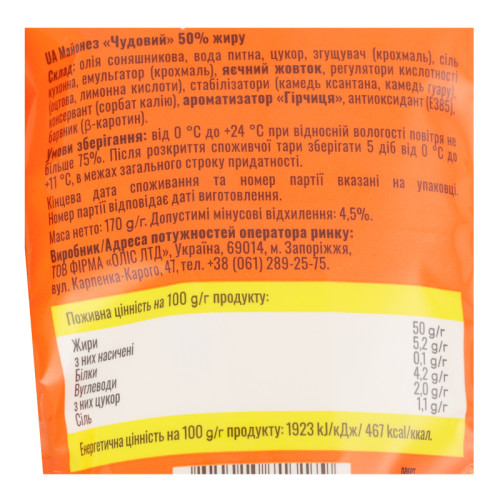 UA Майонез «Чудовий» 50% жиру
Склад: олія соняшникова, вода питна, цукор, згущувач (крохмаль), сіль
кухонна, емульгатор (крохмаль), яєчний жовток, регулятори кислотності
(оцтова, лимонна кислоти), стабілізатори (камедь ксантана, камедь гуару),
консервант (сорбат калію), ароматизатор «Гірчиця», антиоксидант (Е385),
барвник (β-каротин).
Умови зберігання: від 0 °С до +24 °С при відносній вологості повітря не
більше 75%. Після розкриття споживчої тари зберігати 5 діб від 0 °С до
+11 °С, в межах загального строку придатності.
Кінцева дата споживання та номер партії вказані на упаковці.
Номер партії відповідає даті виготовлення.
Маса нетто: 170 g/г. Допустимі мінусові відхилення: 4,5%.
Виробник/Адреса потужностей оператора ринку:
ТОВ ФІРМА «ОЛІС ЛТД», Україна, 69014, м. Запоріжжя,
вул. Карпенка-Карого, 47, тел. +38 (061) 289-25-75.
Поживна цінність на 100 g/г продукту:
Жири 50 g/г
з них насичені 5,2 g/г
Білки 0,1 g/г
Вуглеводи 4,2 g/г
з них цукор 2,0 g/г
Сіль 1,1 g/г
Енергетична цінність на 100 g/г продукту: 1923 kJ/кДж/ 467 kcal/ккал.